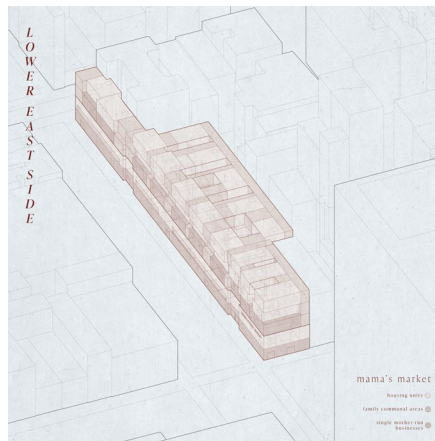 LOWER EAST SIDE
mama's market
housing units
family communal areas
single mother-run
businesses